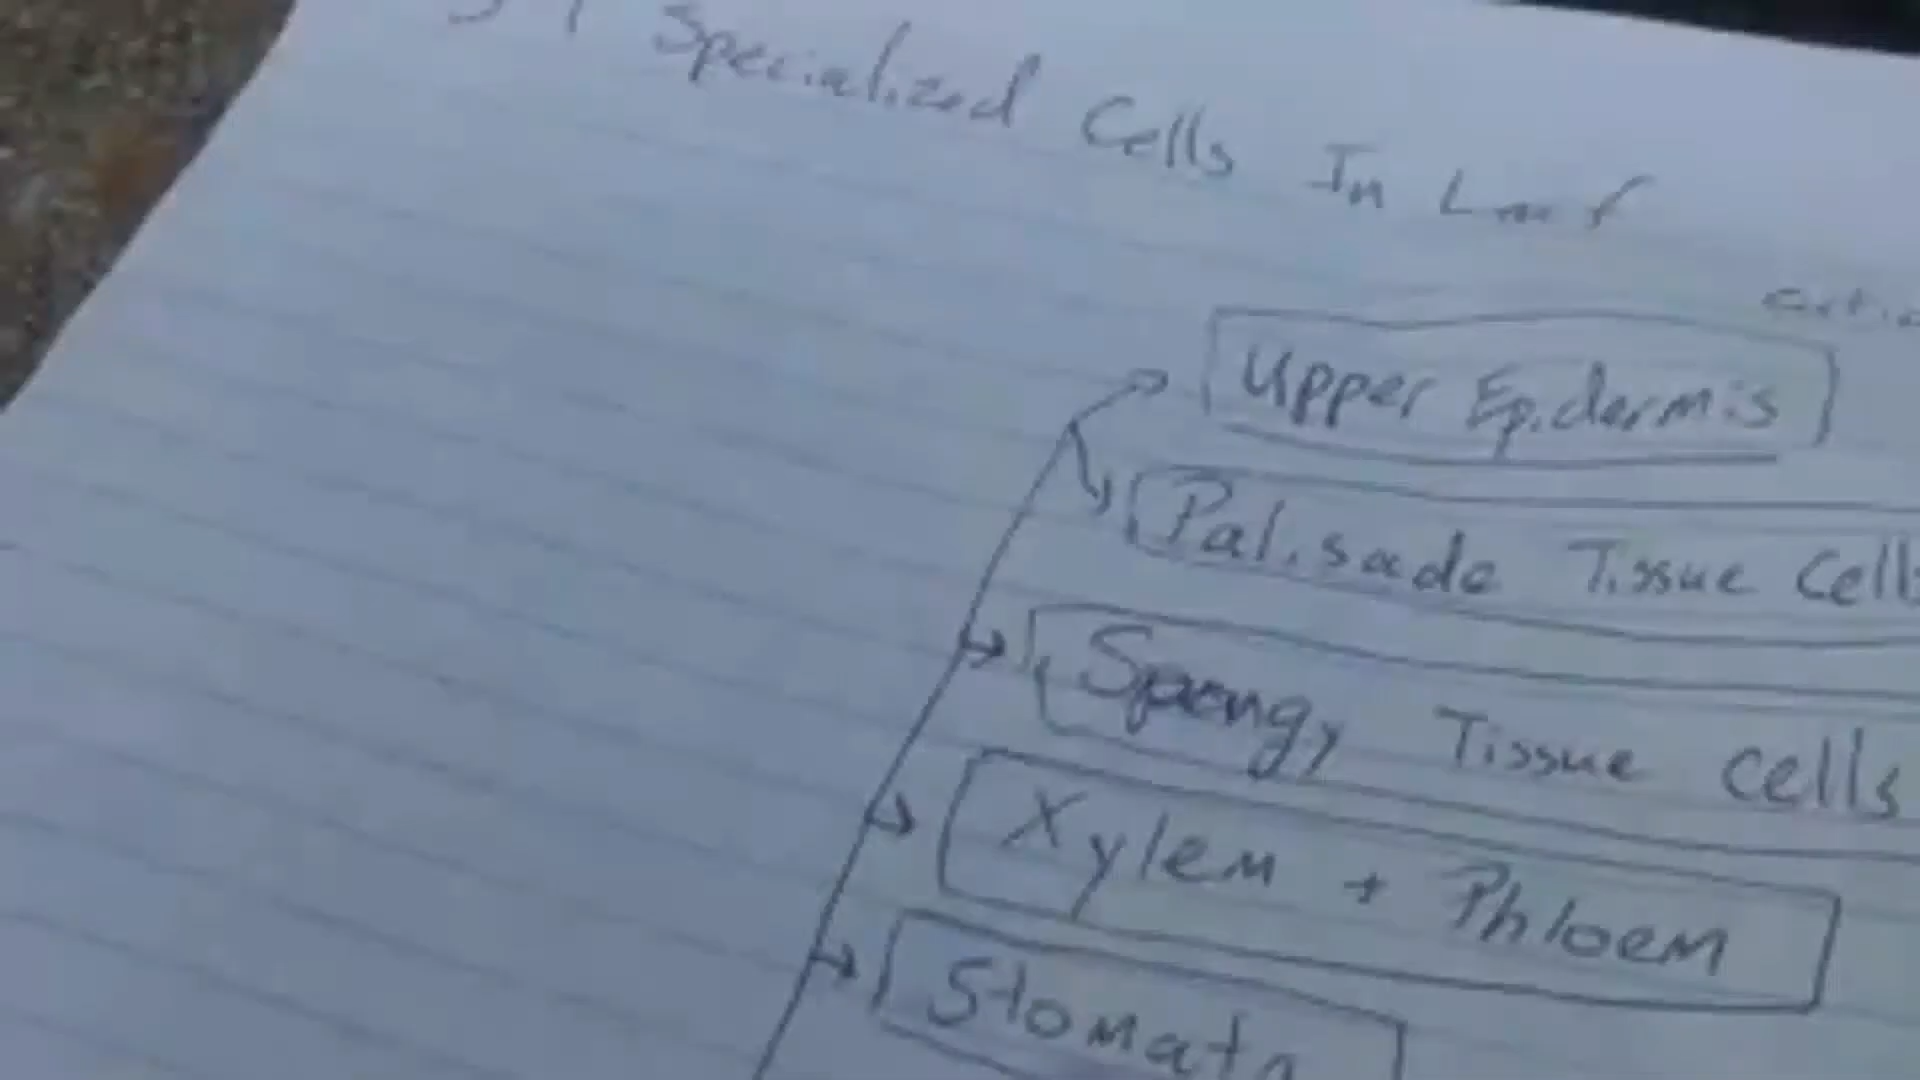 Specialized Cells In Leaf
Upper Epidermis
Palisade Tissue Cells
Spongy Tissue Cells
Xylem + Phloem
Stomata